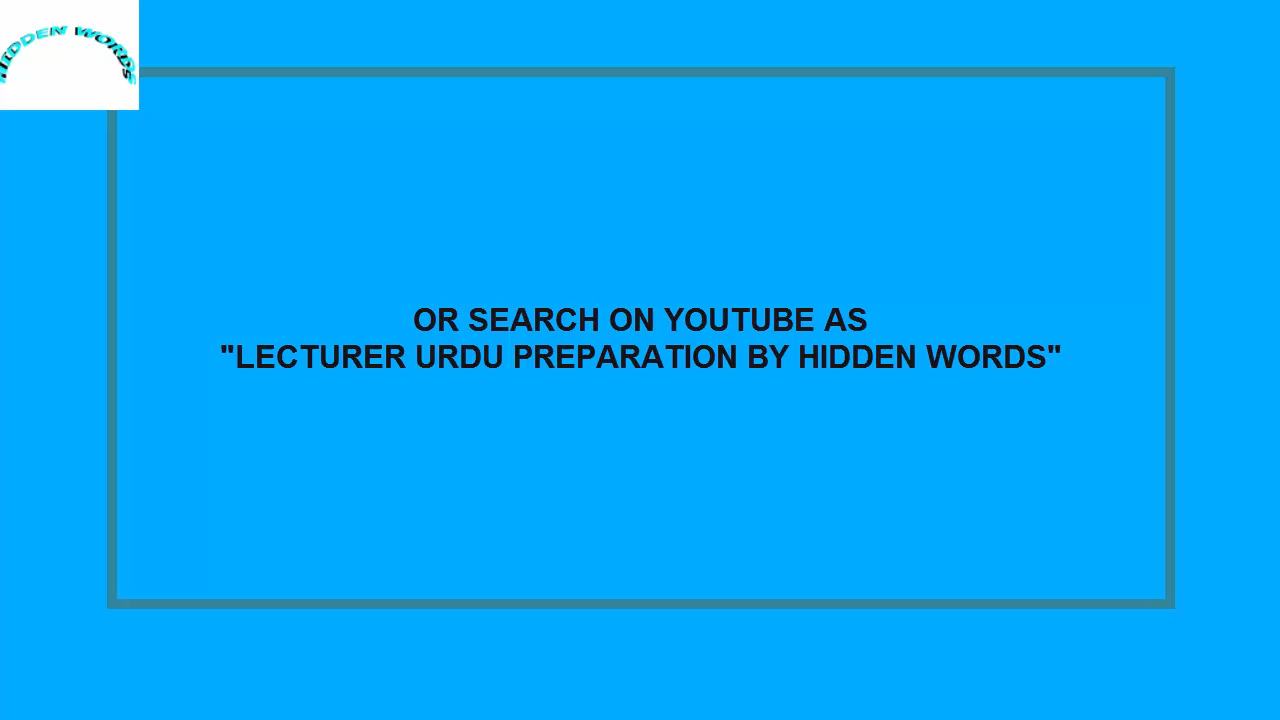 HIDDEN WORDS
OR SEARCH ON YOUTUBE AS
"LECTURER URDU PREPARATION BY HIDDEN WORDS"